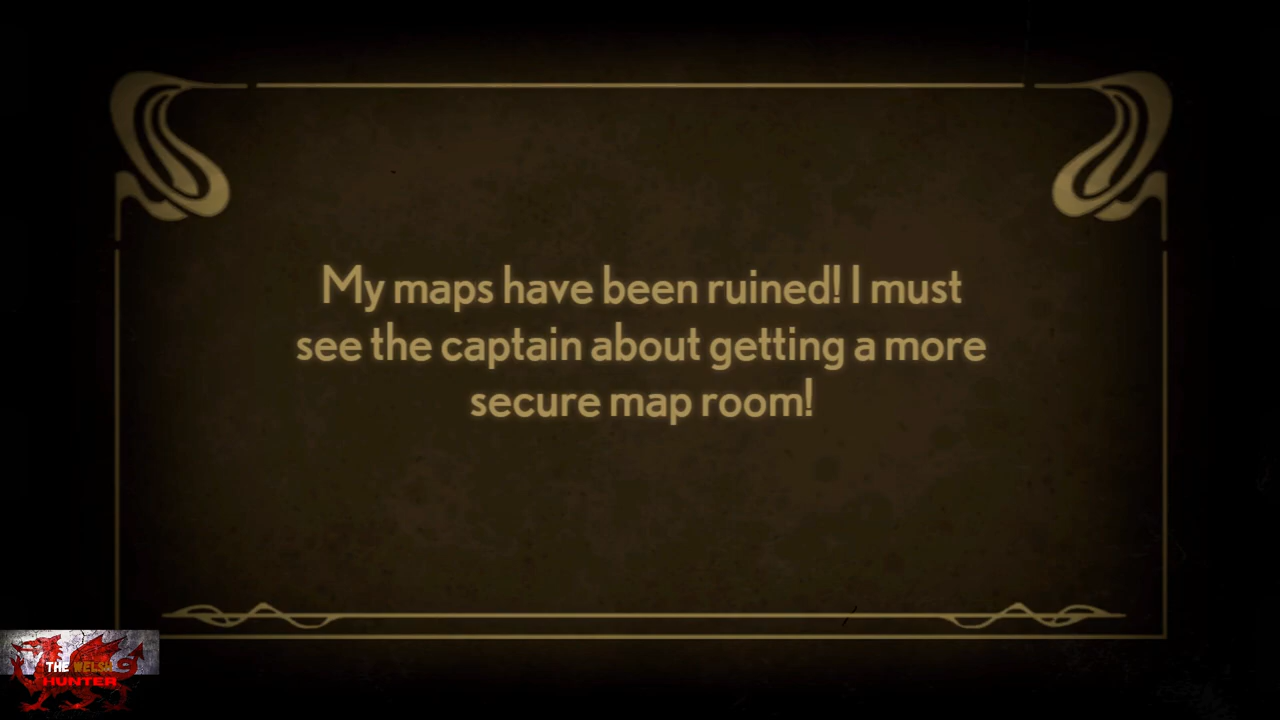 My maps have been ruined! I must
see the captain about getting a more
secure map room!
THE WELSH
HUNTER